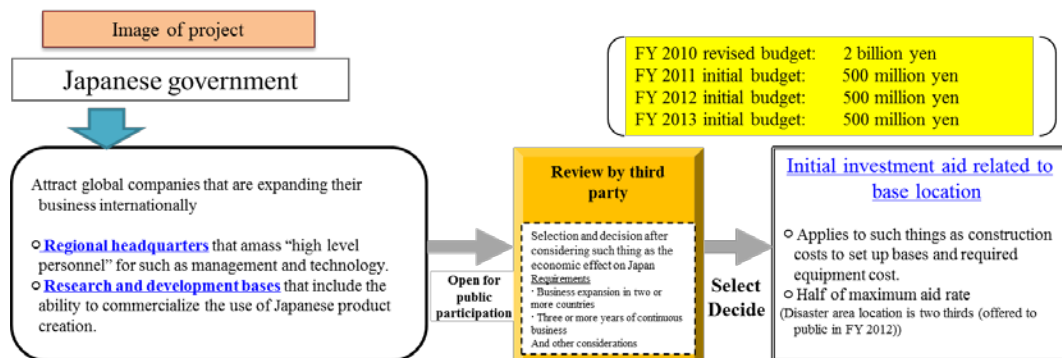 Image of project
Japanese government
FY 2010 revised budget: 2 billion yen
FY 2011 initial budget: 500 million yen
FY 2012 initial budget: 500 million yen
FY 2013 initial budget: 500 million yen
Attract global companies that are expanding their
business internationally
○ Regional headquarters that amass “high level
personnel” for such as management and technology.
○ Research and development bases that include the
ability to commercialize the use of Japanese product
creation.
Open for
public
participation
Review by third
party
Selection and decision after
considering such thing as the
economic effect on Japan
Requirements
・Business expansion in two or
more countries
・Three or more years of continuous
business
And other considerations
Select
Decide
Initial investment aid related to
base location
○ Applies to such things as construction
costs to set up bases and required
equipment cost.
○ Half of maximum aid rate
(Disaster area location is two thirds (offered to
public in FY 2012))